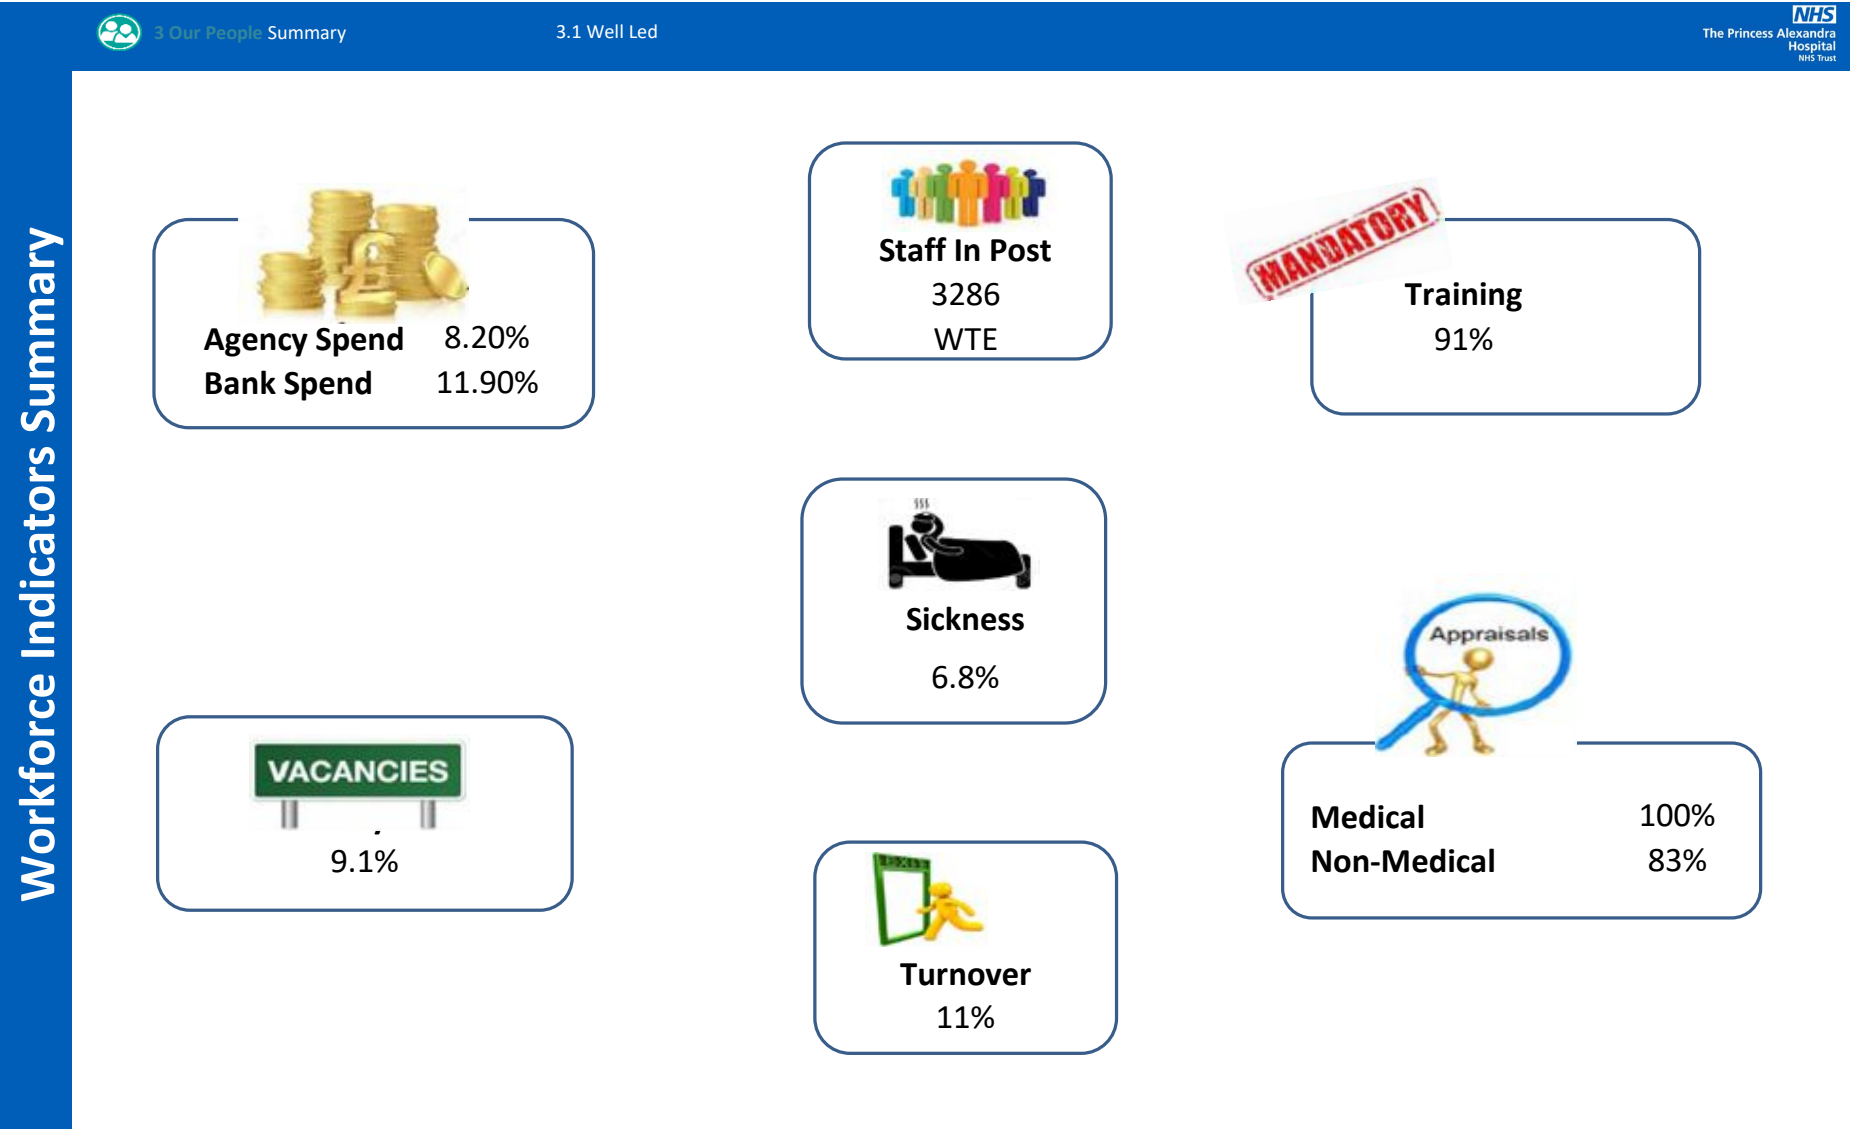 3 Our People Summary
3.1 Well Led
NHS
The Princess Alexandra
Hospital
NHS Trust
Workforce Indicators Summary
Agency Spend 8.20%
Bank Spend 11.90%
Staff In Post
3286
WTE
MANDATORY
Training
91%
Sickness
6.8%
Appraisals
Medical 100%
Non-Medical 83%
VACANCIES
9.1%
EXIT
Turnover
11%